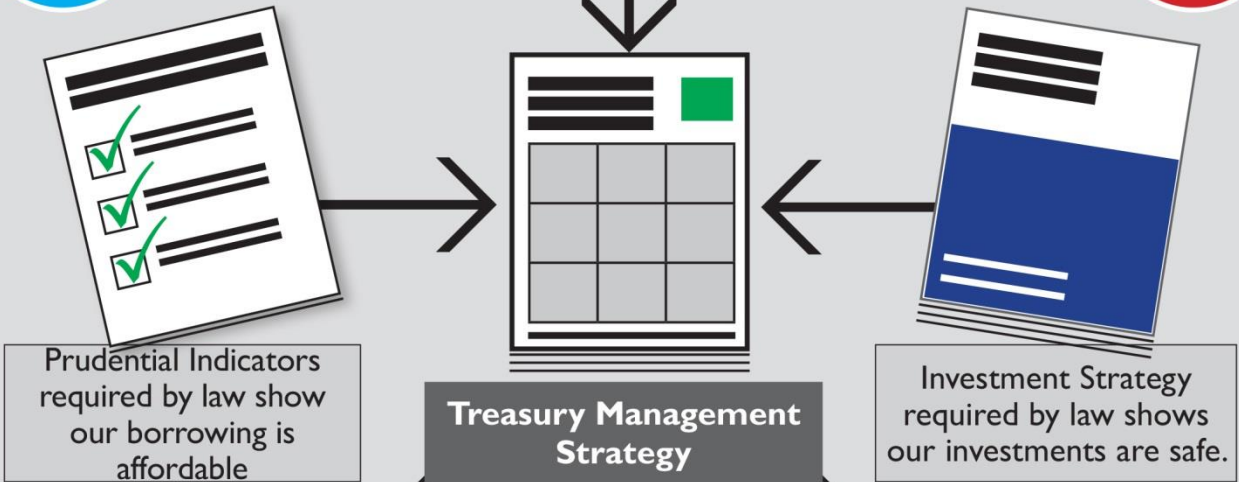 Prudential Indicators
required by law show
our borrowing is
affordable
Treasury Management
Strategy
Investment Strategy
required by law shows
our investments are safe.